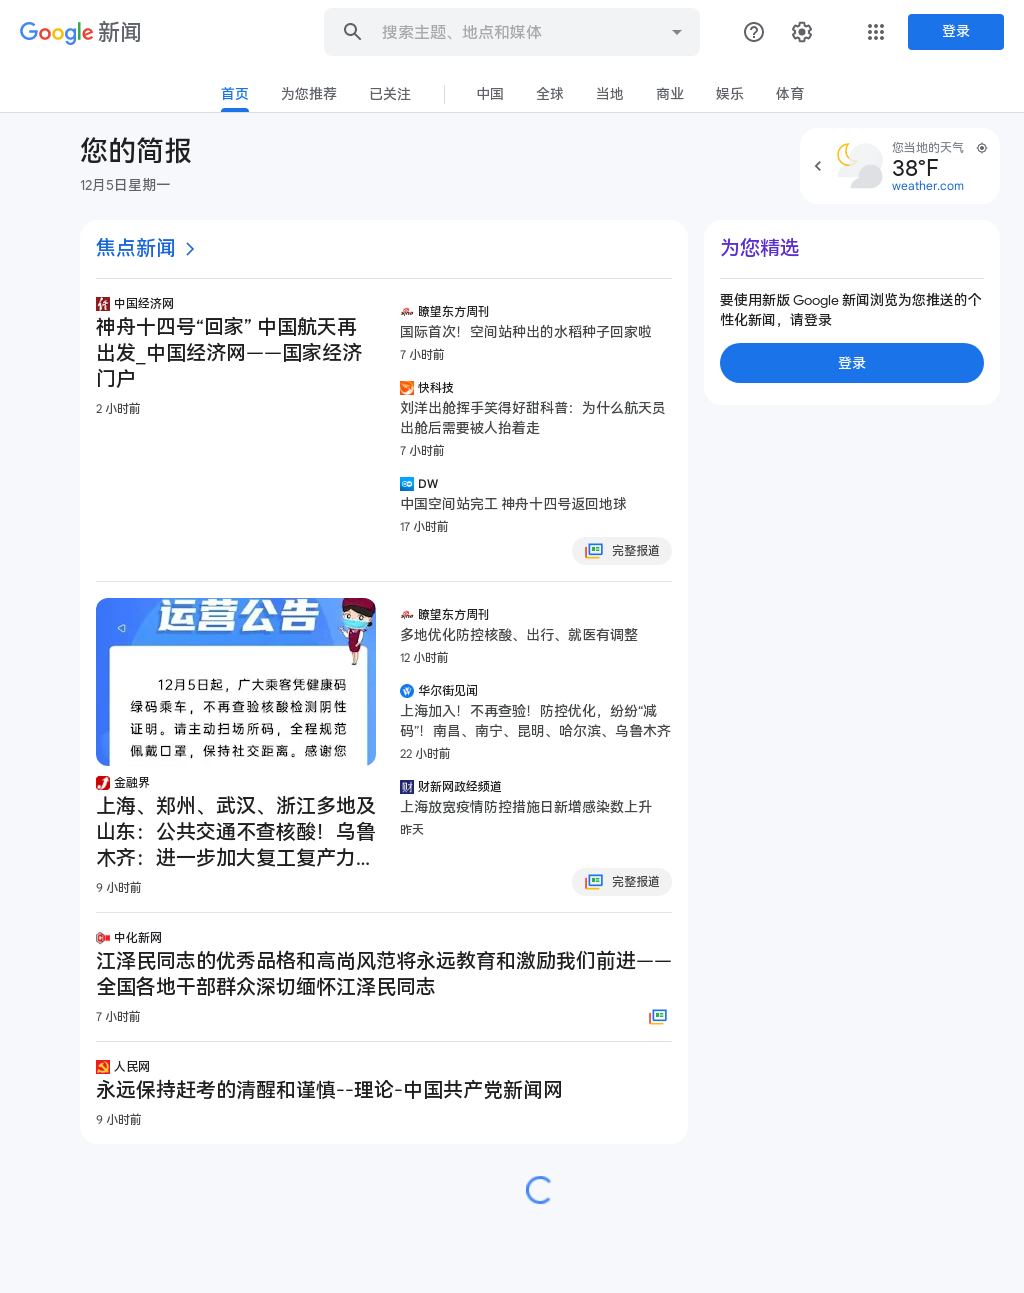 Google 新闻
搜索主题、地点和媒体
登录
首页
为您推荐
已关注
中国
全球
当地
商业
娱乐
体育
您的简报
12月5日星期一
您当地的天气
38°F
weather.com
焦点新闻
中国经济网
神舟十四号“回家” 中国航天再
出发_中国经济网——国家经济
门户
2 小时前
瞭望东方周刊
国际首次！空间站种出的水稻种子回家啦
7 小时前
快科技
刘洋出舱挥手笑得好甜科普：为什么航天员
出舱后需要被人抬着走
7 小时前
DW
中国空间站完工 神舟十四号返回地球
17 小时前
完整报道
为您精选
要使用新版 Google 新闻浏览为您推送的个
性化新闻，请登录
登录
运营公告
12月5日起，广大乘客凭健康码
绿码乘车，不再查验核酸检测阴性
证明。请主动扫场所码，全程规范
佩戴口罩，保持社交距离。感谢您
金融界
上海、郑州、武汉、浙江多地及
山东：公共交通不查核酸！乌鲁
木齐：进一步加大复工复产力...
9 小时前
瞭望东方周刊
多地优化防控核酸、出行、就医有调整
12 小时前
华尔街见闻
上海加入！不再查验！防控优化，纷纷“减
码”！南昌、南宁、昆明、哈尔滨、乌鲁木齐
22 小时前
财新网政经频道
上海放宽疫情防控措施日新增感染数上升
昨天
完整报道
中化新网
江泽民同志的优秀品格和高尚风范将永远教育和激励我们前进——
全国各地干部群众深切缅怀江泽民同志
7 小时前
人民网
永远保持赶考的清醒和谨慎--理论-中国共产党新闻网
9 小时前